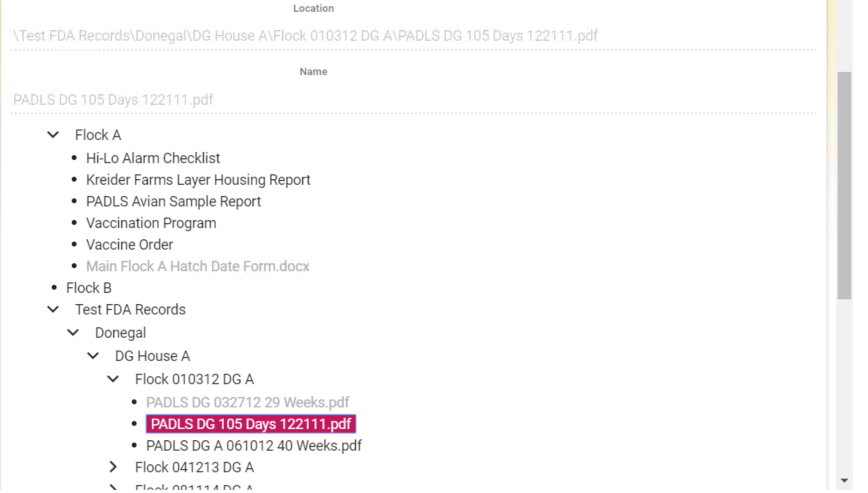 Location
\Test FDA Records\Donegal\DG House A\Flock 010312 DG A\PADLS DG 105 Days 122111.pdf
Name
PADLS DG 105 Days 122111.pdf
Flock A
Hi-Lo Alarm Checklist
Kreider Farms Layer Housing Report
PADLS Avian Sample Report
Vaccination Program
Vaccine Order
Main Flock A Hatch Date Form.docx
Flock B
Test FDA Records
Donegal
DG House A
Flock 010312 DG A
PADLS DG 032712 29 Weeks.pdf
PADLS DG 105 Days 122111.pdf
PADLS DG A 061012 40 Weeks.pdf
Flock 041213 DG A
Flock 081114 DG A